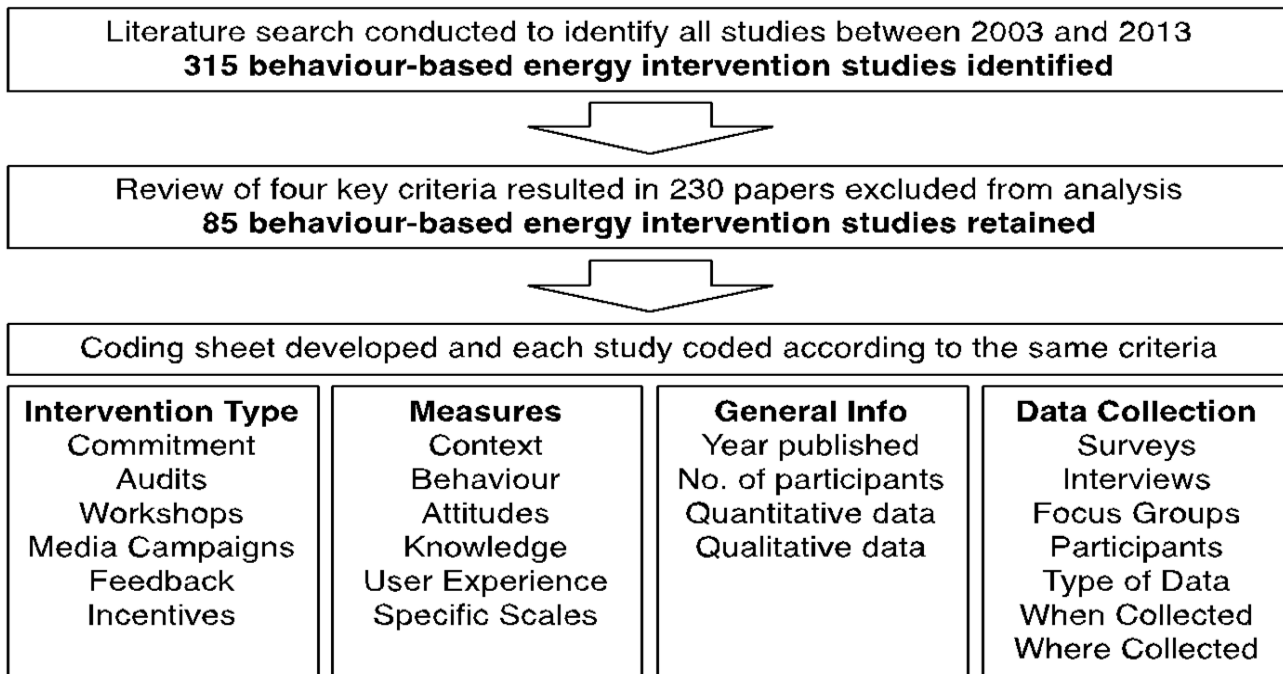 Literature search conducted to identify all studies between 2003 and 2013
315 behaviour-based energy intervention studies identified
Review of four key criteria resulted in 230 papers excluded from analysis
85 behaviour-based energy intervention studies retained
Coding sheet developed and each study coded according to the same criteria
Intervention Type
Commitment
Audits
Workshops
Media Campaigns
Feedback
Incentives
Measures
Context
Behaviour
Attitudes
Knowledge
User Experience
Specific Scales
General Info
Year published
No. of participants
Quantitative data
Qualitative data
Data Collection
Surveys
Interviews
Focus Groups
Participants
Type of Data
When Collected
Where Collected